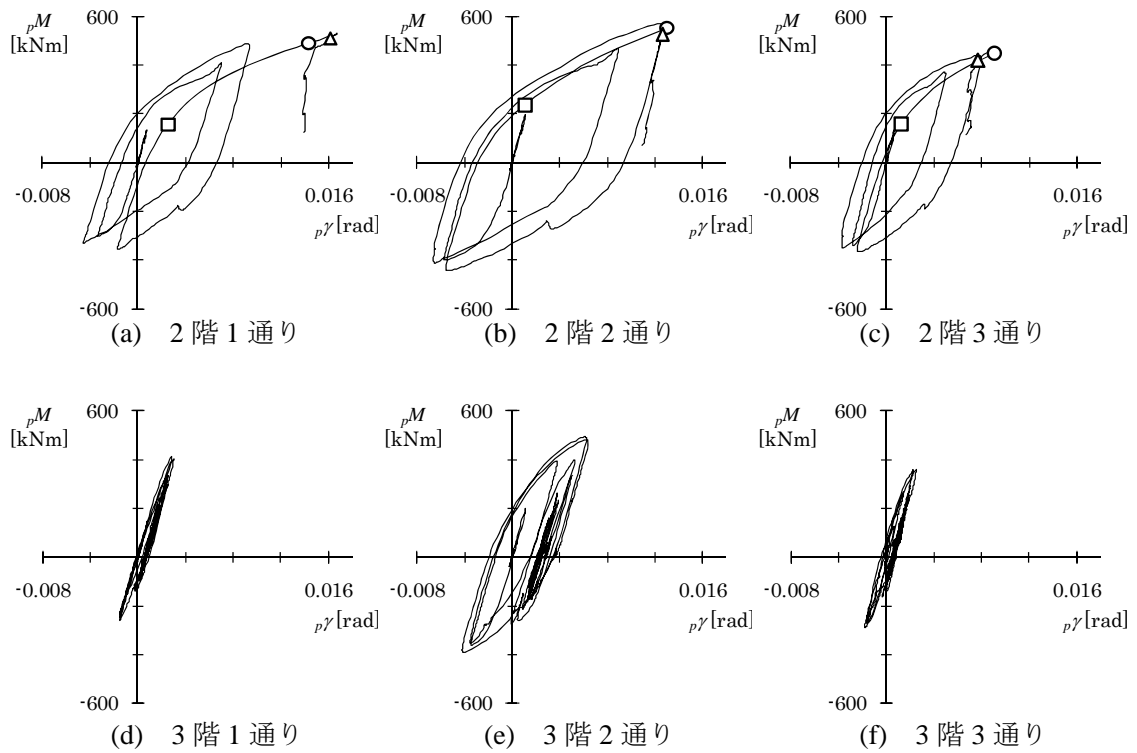 600
pM
[kNm]
-0.008
0.016
pγ[rad]
-600
(a) 2 階 1 通り
600
pM
[kNm]
-0.008
0.016
pγ[rad]
-600
(b) 2 階 2 通り
600
pM
[kNm]
-0.008
0.016
pγ[rad]
-600
(c) 2 階 3 通り
600
pM
[kNm]
-0.008
0.016
pγ[rad]
-600
(d) 3 階 1 通り
600
pM
[kNm]
-0.008
0.016
pγ[rad]
-600
(e) 3 階 2 通り
600
pM
[kNm]
-0.008
0.016
pγ[rad]
-600
(f) 3 階 3 通り